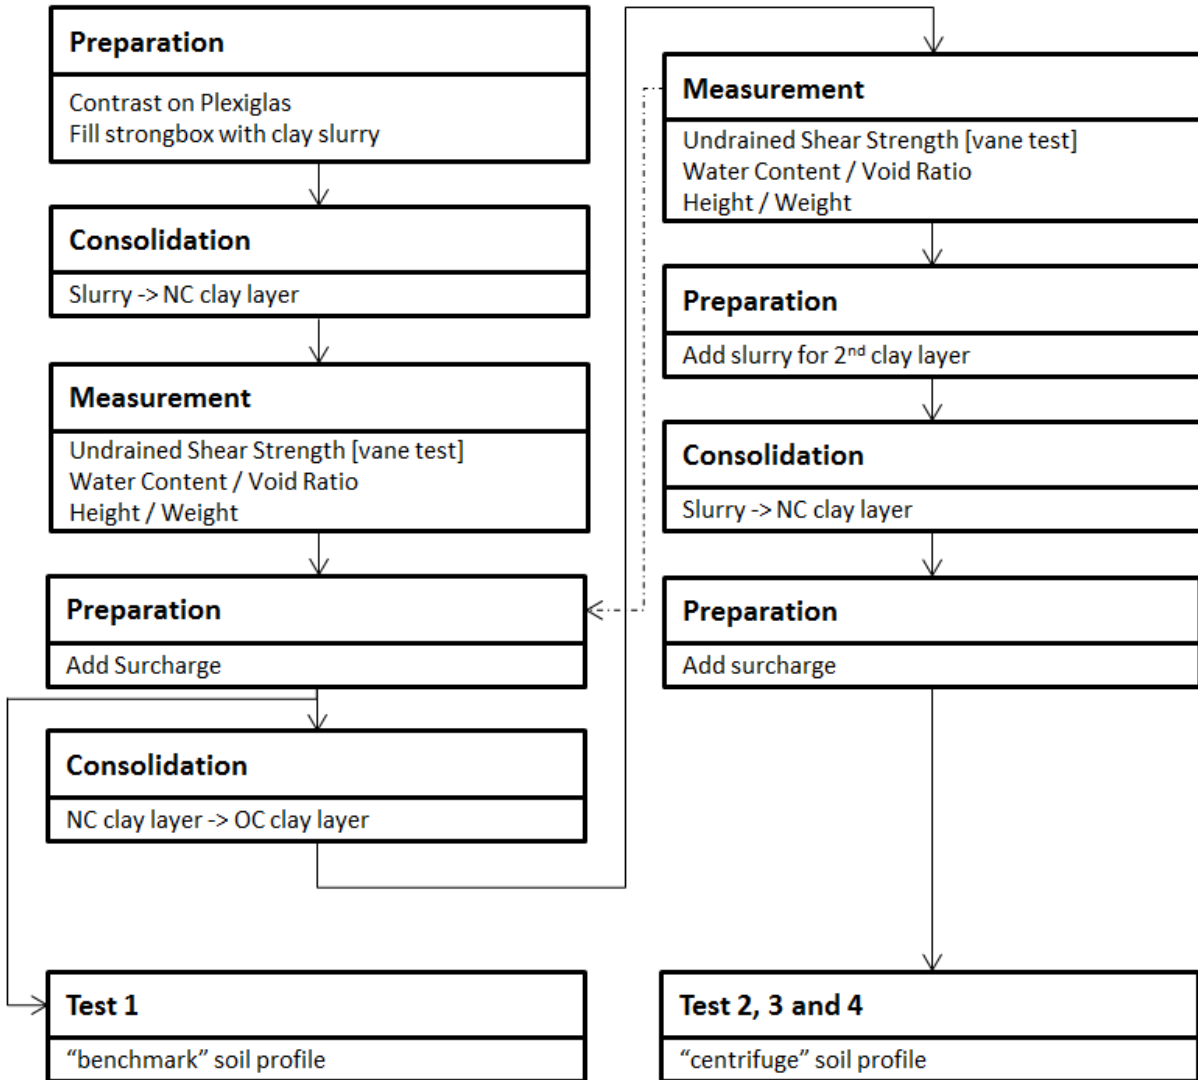 Preparation
Contrast on Plexiglas
Fill strongbox with clay slurry
Consolidation
Slurry -> NC clay layer
Measurement
Undrained Shear Strength [vane test]
Water Content / Void Ratio
Height / Weight
Preparation
Add Surcharge
Consolidation
NC clay layer -> OC clay layer
Test 1
“benchmark” soil profile
Measurement
Undrained Shear Strength [vane test]
Water Content / Void Ratio
Height / Weight
Preparation
Add slurry for 2nd clay layer
Consolidation
Slurry -> NC clay layer
Preparation
Add surcharge
Test 2, 3 and 4
“centrifuge” soil profile